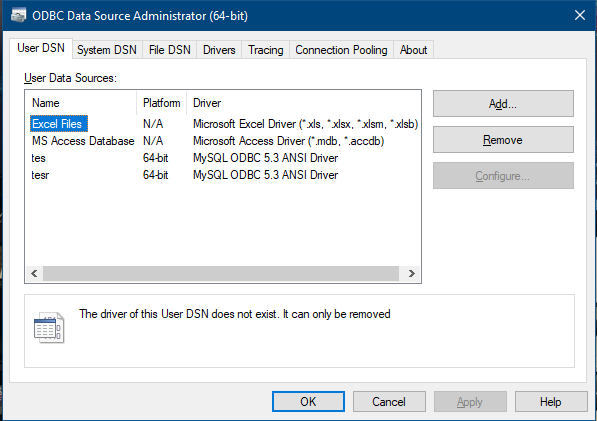 ODBC Data Source Administrator (64-bit)
User DSN System DSN File DSN Drivers Tracing Connection Pooling About
User Data Sources:
Name Platform Driver
Excel Files N/A Microsoft Excel Driver (*.xls, *.xlsx, *.xlsm, *.xlsb)
MS Access Database N/A Microsoft Access Driver (*.mdb, *.accdb)
tes 64-bit MySQL ODBC 5.3 ANSI Driver
tesr 64-bit MySQL ODBC 5.3 ANSI Driver
Add...
Remove
Configure...
The driver of this User DSN does not exist. It can only be removed
OK Cancel Apply Help